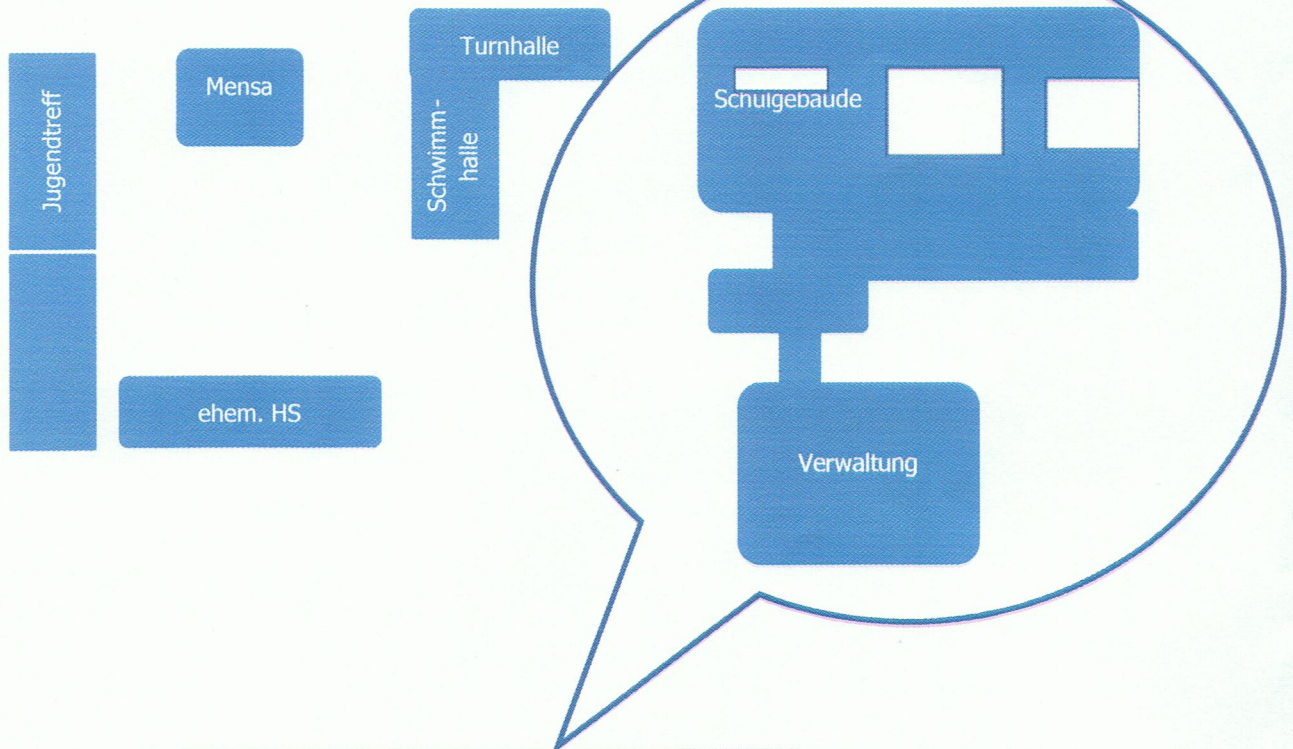 Turnhalle
Mensa
Jugendtreff
Schwimm-
halle
Schulgebäude
ehem. HS
Verwaltung